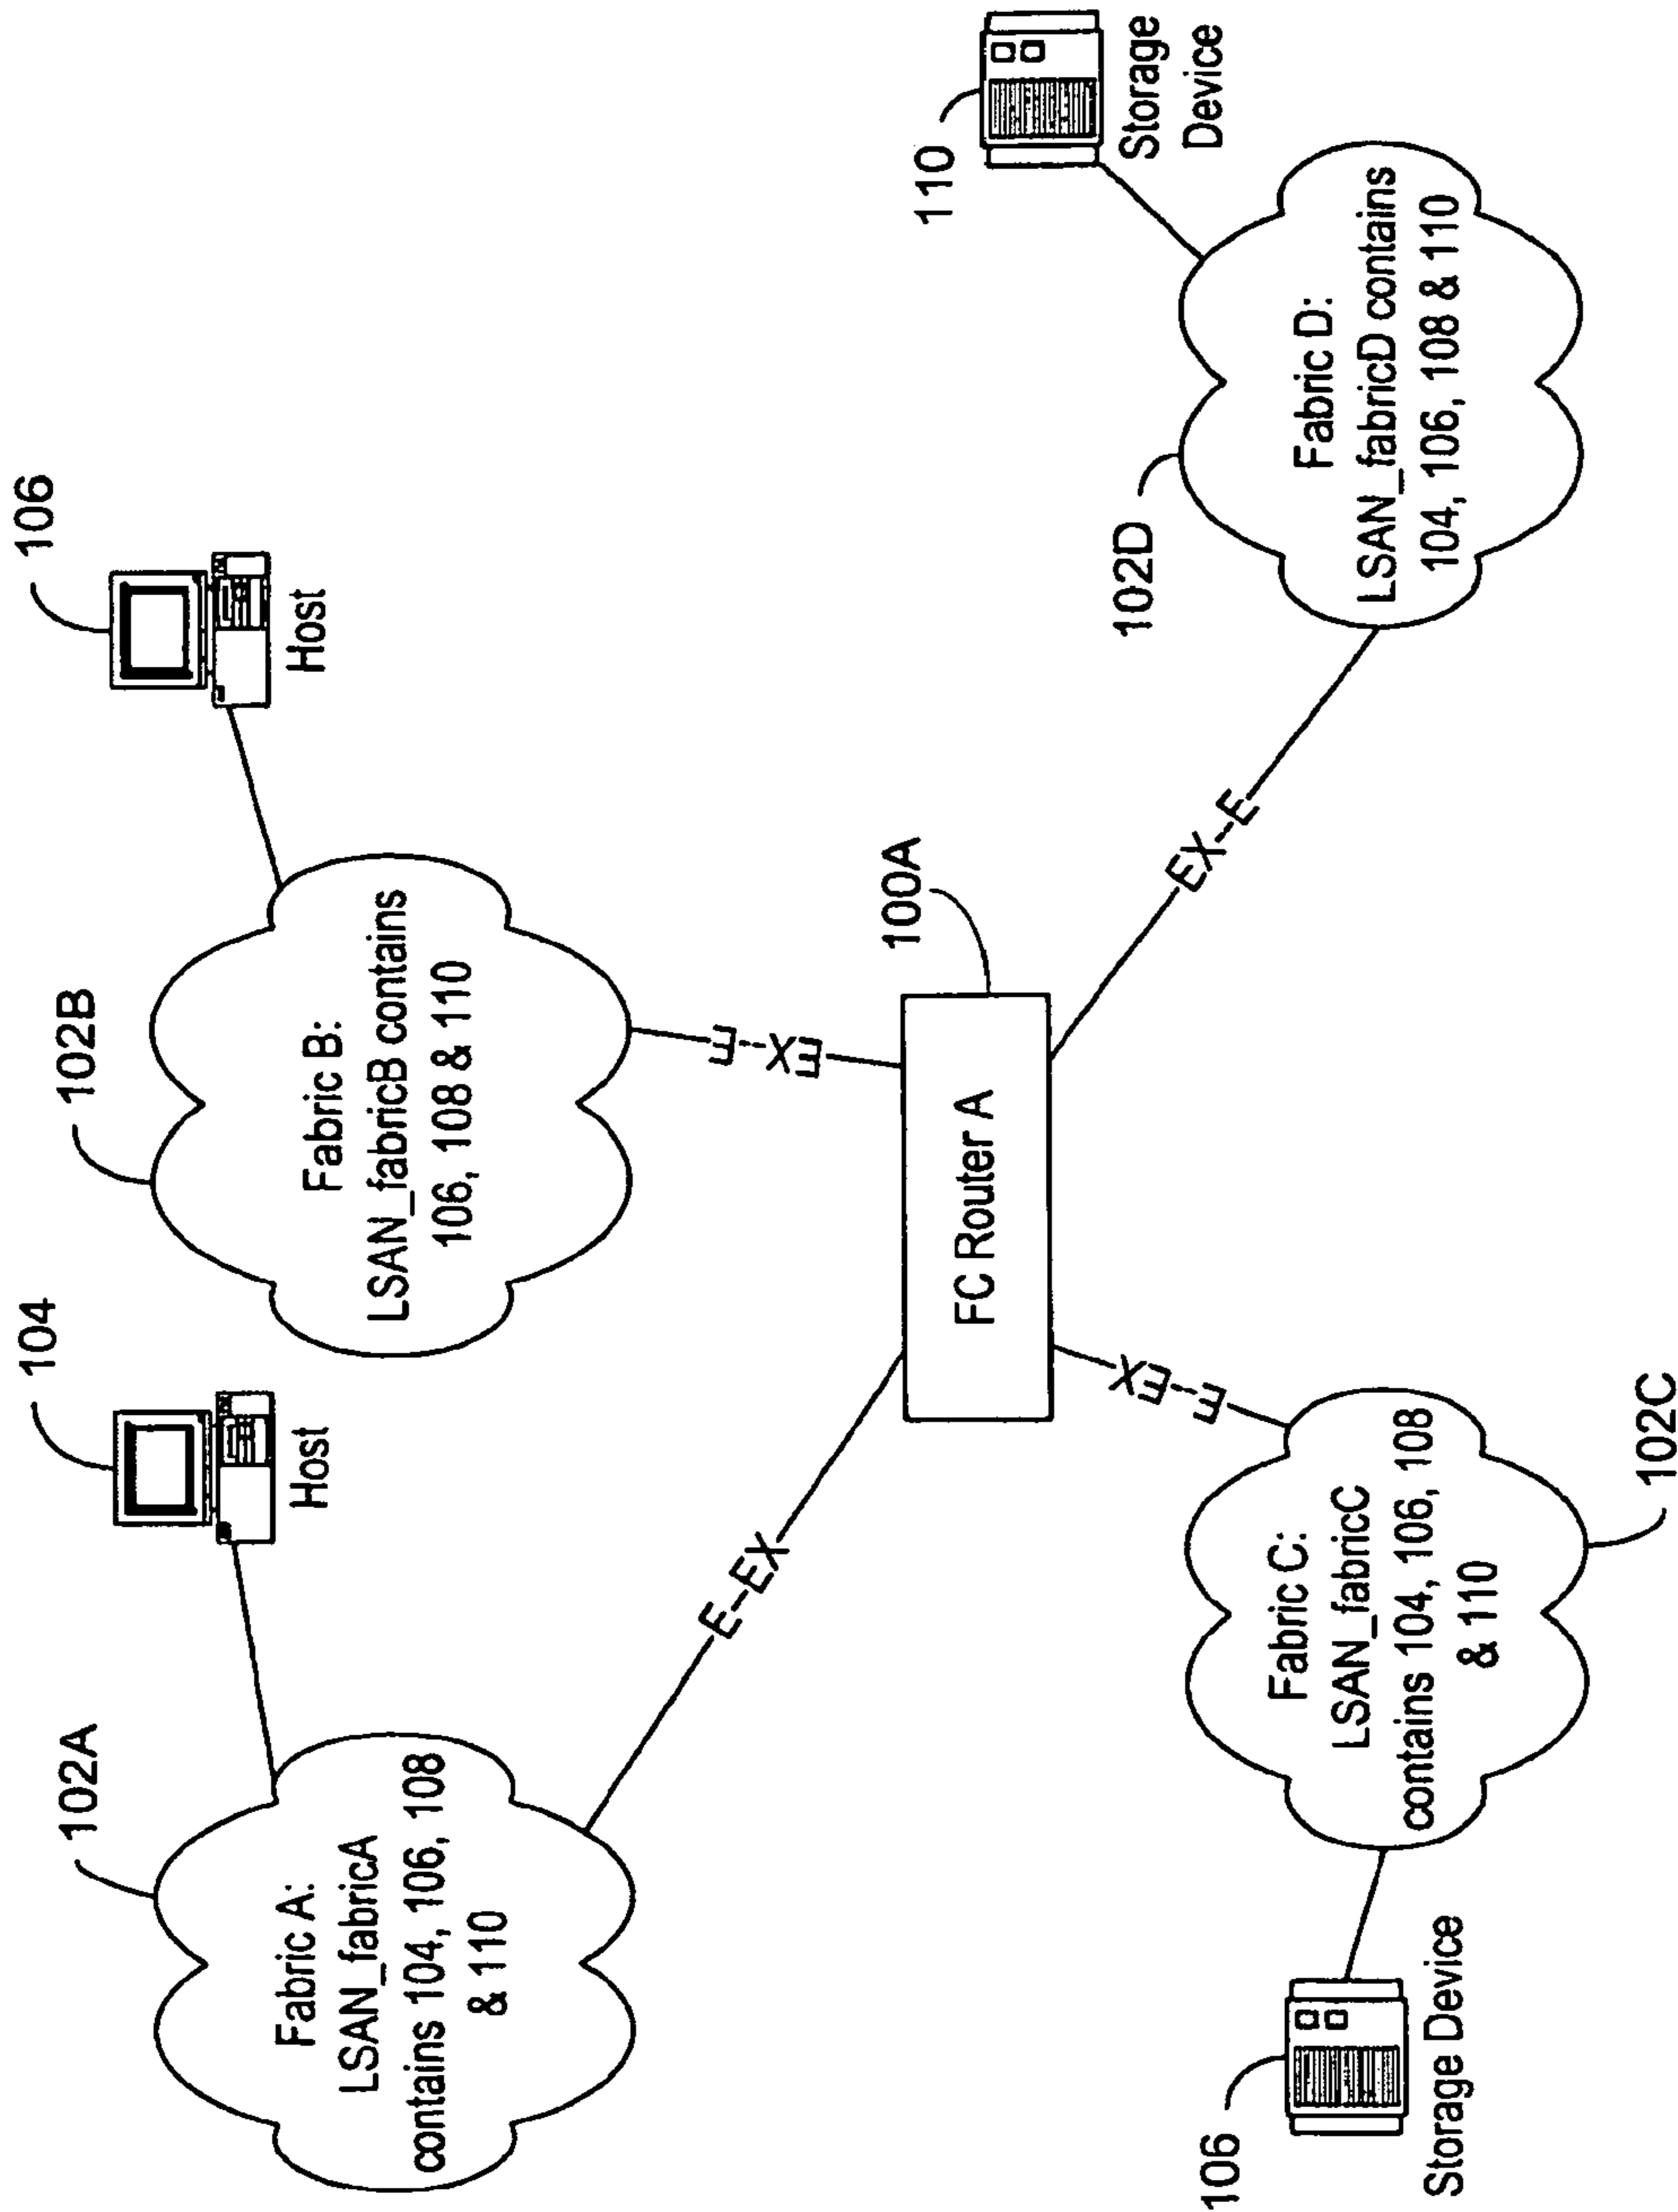 102A
104
Host
102B
106
Host
Fabric A:
LSAN_fabricA
contains 104, 106, 108
& 110
Fabric B:
LSAN_fabricB contains
106, 108 & 110
E-EX
E-EX
FC Router A
100A
EX-E
EX-E
106
Storage Device
Fabric C:
LSAN_fabricC
contains 104, 106, 108
& 110
102C
102D
Fabric D:
LSAN_fabricD contains
104, 106, 108 & 110
110
Storage
Device